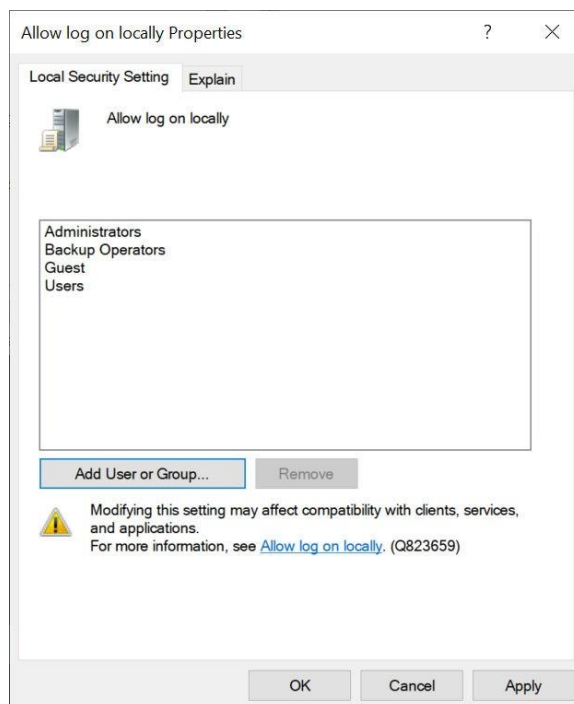 Allow log on locally Properties
?
Local Security Setting
Explain
Allow log on locally
Administrators
Backup Operators
Guest
Users
Add User or Group...
Remove
Modifying this setting may affect compatibility with clients, services,
and applications.
For more information, see Allow log on locally. (Q823659)
OK
Cancel
Apply